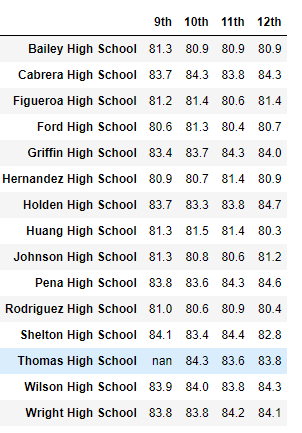 9th 10th 11th 12th
Bailey High School 81.3 80.9 80.9 80.9
Cabrera High School 83.7 84.3 83.8 84.3
Figueroa High School 81.2 81.4 80.6 81.4
Ford High School 80.6 81.3 80.4 80.7
Griffin High School 83.4 83.7 84.3 84.0
Hernandez High School 80.9 80.7 81.4 80.9
Holden High School 83.7 83.3 83.8 84.7
Huang High School 81.3 81.5 81.4 80.3
Johnson High School 81.3 80.8 80.6 81.2
Pena High School 83.8 83.6 84.3 84.6
Rodriguez High School 81.0 80.6 80.9 80.4
Shelton High School 84.1 83.4 84.4 82.8
Thomas High School nan 84.3 83.6 83.8
Wilson High School 83.9 84.0 83.8 84.3
Wright High School 83.8 83.8 84.2 84.1